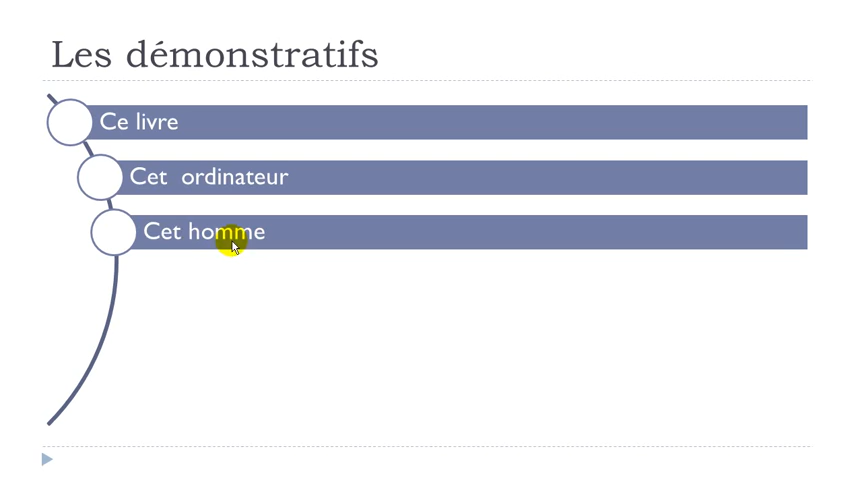 Les démonstratifs
Ce livre
Cet ordinateur
Cet homme